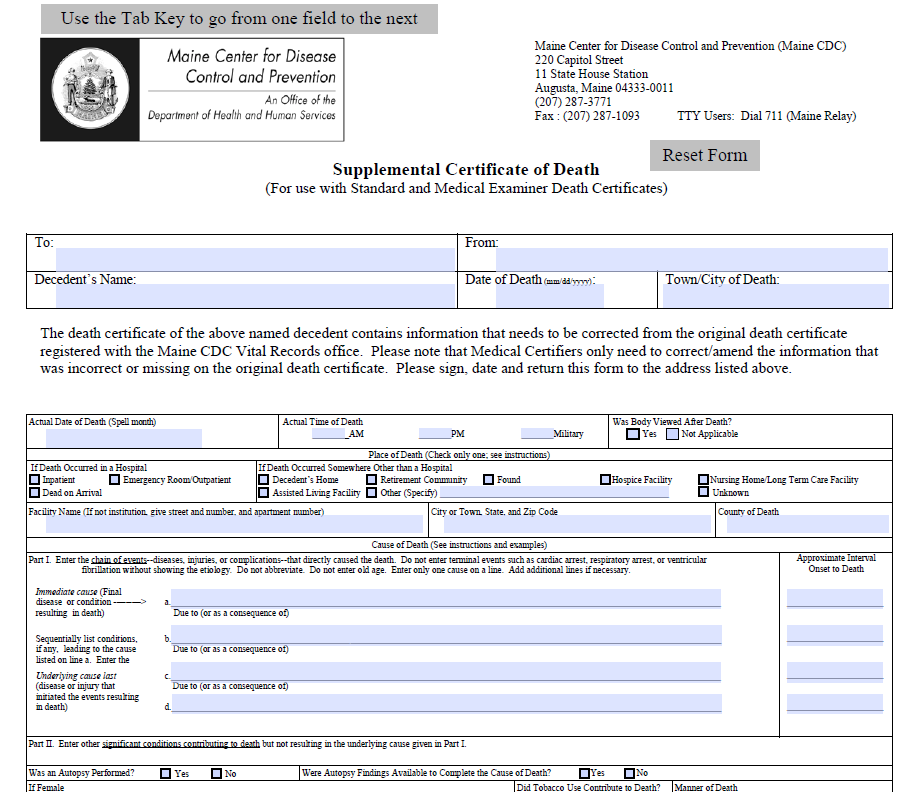 Use the Tab Key to go from one field to the next
Maine Center for Disease
Control and Prevention
An Office of the
Department of Health and Human Services
Maine Center for Disease Control and Prevention (Maine CDC)
220 Capitol Street
11 State House Station
Augusta, Maine 04333-0011
(207) 287-3771
Fax : (207) 287-1093 TTY Users: Dial 711 (Maine Relay)
Reset Form
Supplemental Certificate of Death
(For use with Standard and Medical Examiner Death Certificates)
To: From:
Decedent's Name: Date of Death (mm/dd/yyyy): Town/City of Death:
The death certificate of the above named decedent contains information that needs to be corrected from the original death certificate
registered with the Maine CDC Vital Records office. Please note that Medical Certifiers only need to correct/amend the information that
was incorrect or missing on the original death certificate. Please sign, date and return this form to the address listed above.
Actual Date of Death (Spell month) Actual Time of Death Was Body Viewed After Death?
_AM PM Military Yes Not Applicable
Place of Death (Check only one; see instructions)
If Death Occurred in a Hospital If Death Occurred Somewhere Other than a Hospital
Inpatient Emergency Room/Outpatient Decedent's Home Retirement Community Found Hospice Facility Nursing Home/Long Term Care Facility
Dead on Arrival Assisted Living Facility Other (Specify) Unknown
Facility Name (If not institution, give street and number, and apartment number) City or Town, State, and Zip Code County of Death
Cause of Death (See instructions and examples)
Part I. Enter the chain of events--diseases, injuries, or complications--that directly caused the death. Do not enter terminal events such as cardiac arrest, respiratory arrest, or ventricular
fibrillation without showing the etiology. Do not abbreviate. Do not enter old age. Enter only one cause on a line. Add additional lines if necessary.
Approximate Interval
Onset to Death
Immediate cause (Final
disease or condition ---------> a.
resulting in death) Due to (or as a consequence of)
Sequentially list conditions, b.
if any, leading to the cause Due to (or as a consequence of)
listed on line a. Enter the
Underlying cause last c.
(disease or injury that Due to (or as a consequence of)
initiated the events resulting
in death) d.
Part II. Enter other significant conditions contributing to death but not resulting in the underlying cause given in Part I.
Was an Autopsy Performed? Yes No Were Autopsy Findings Available to Complete the Cause of Death? Yes No
If Female Did Tobacco Use Contribute to Death? Manner of Death